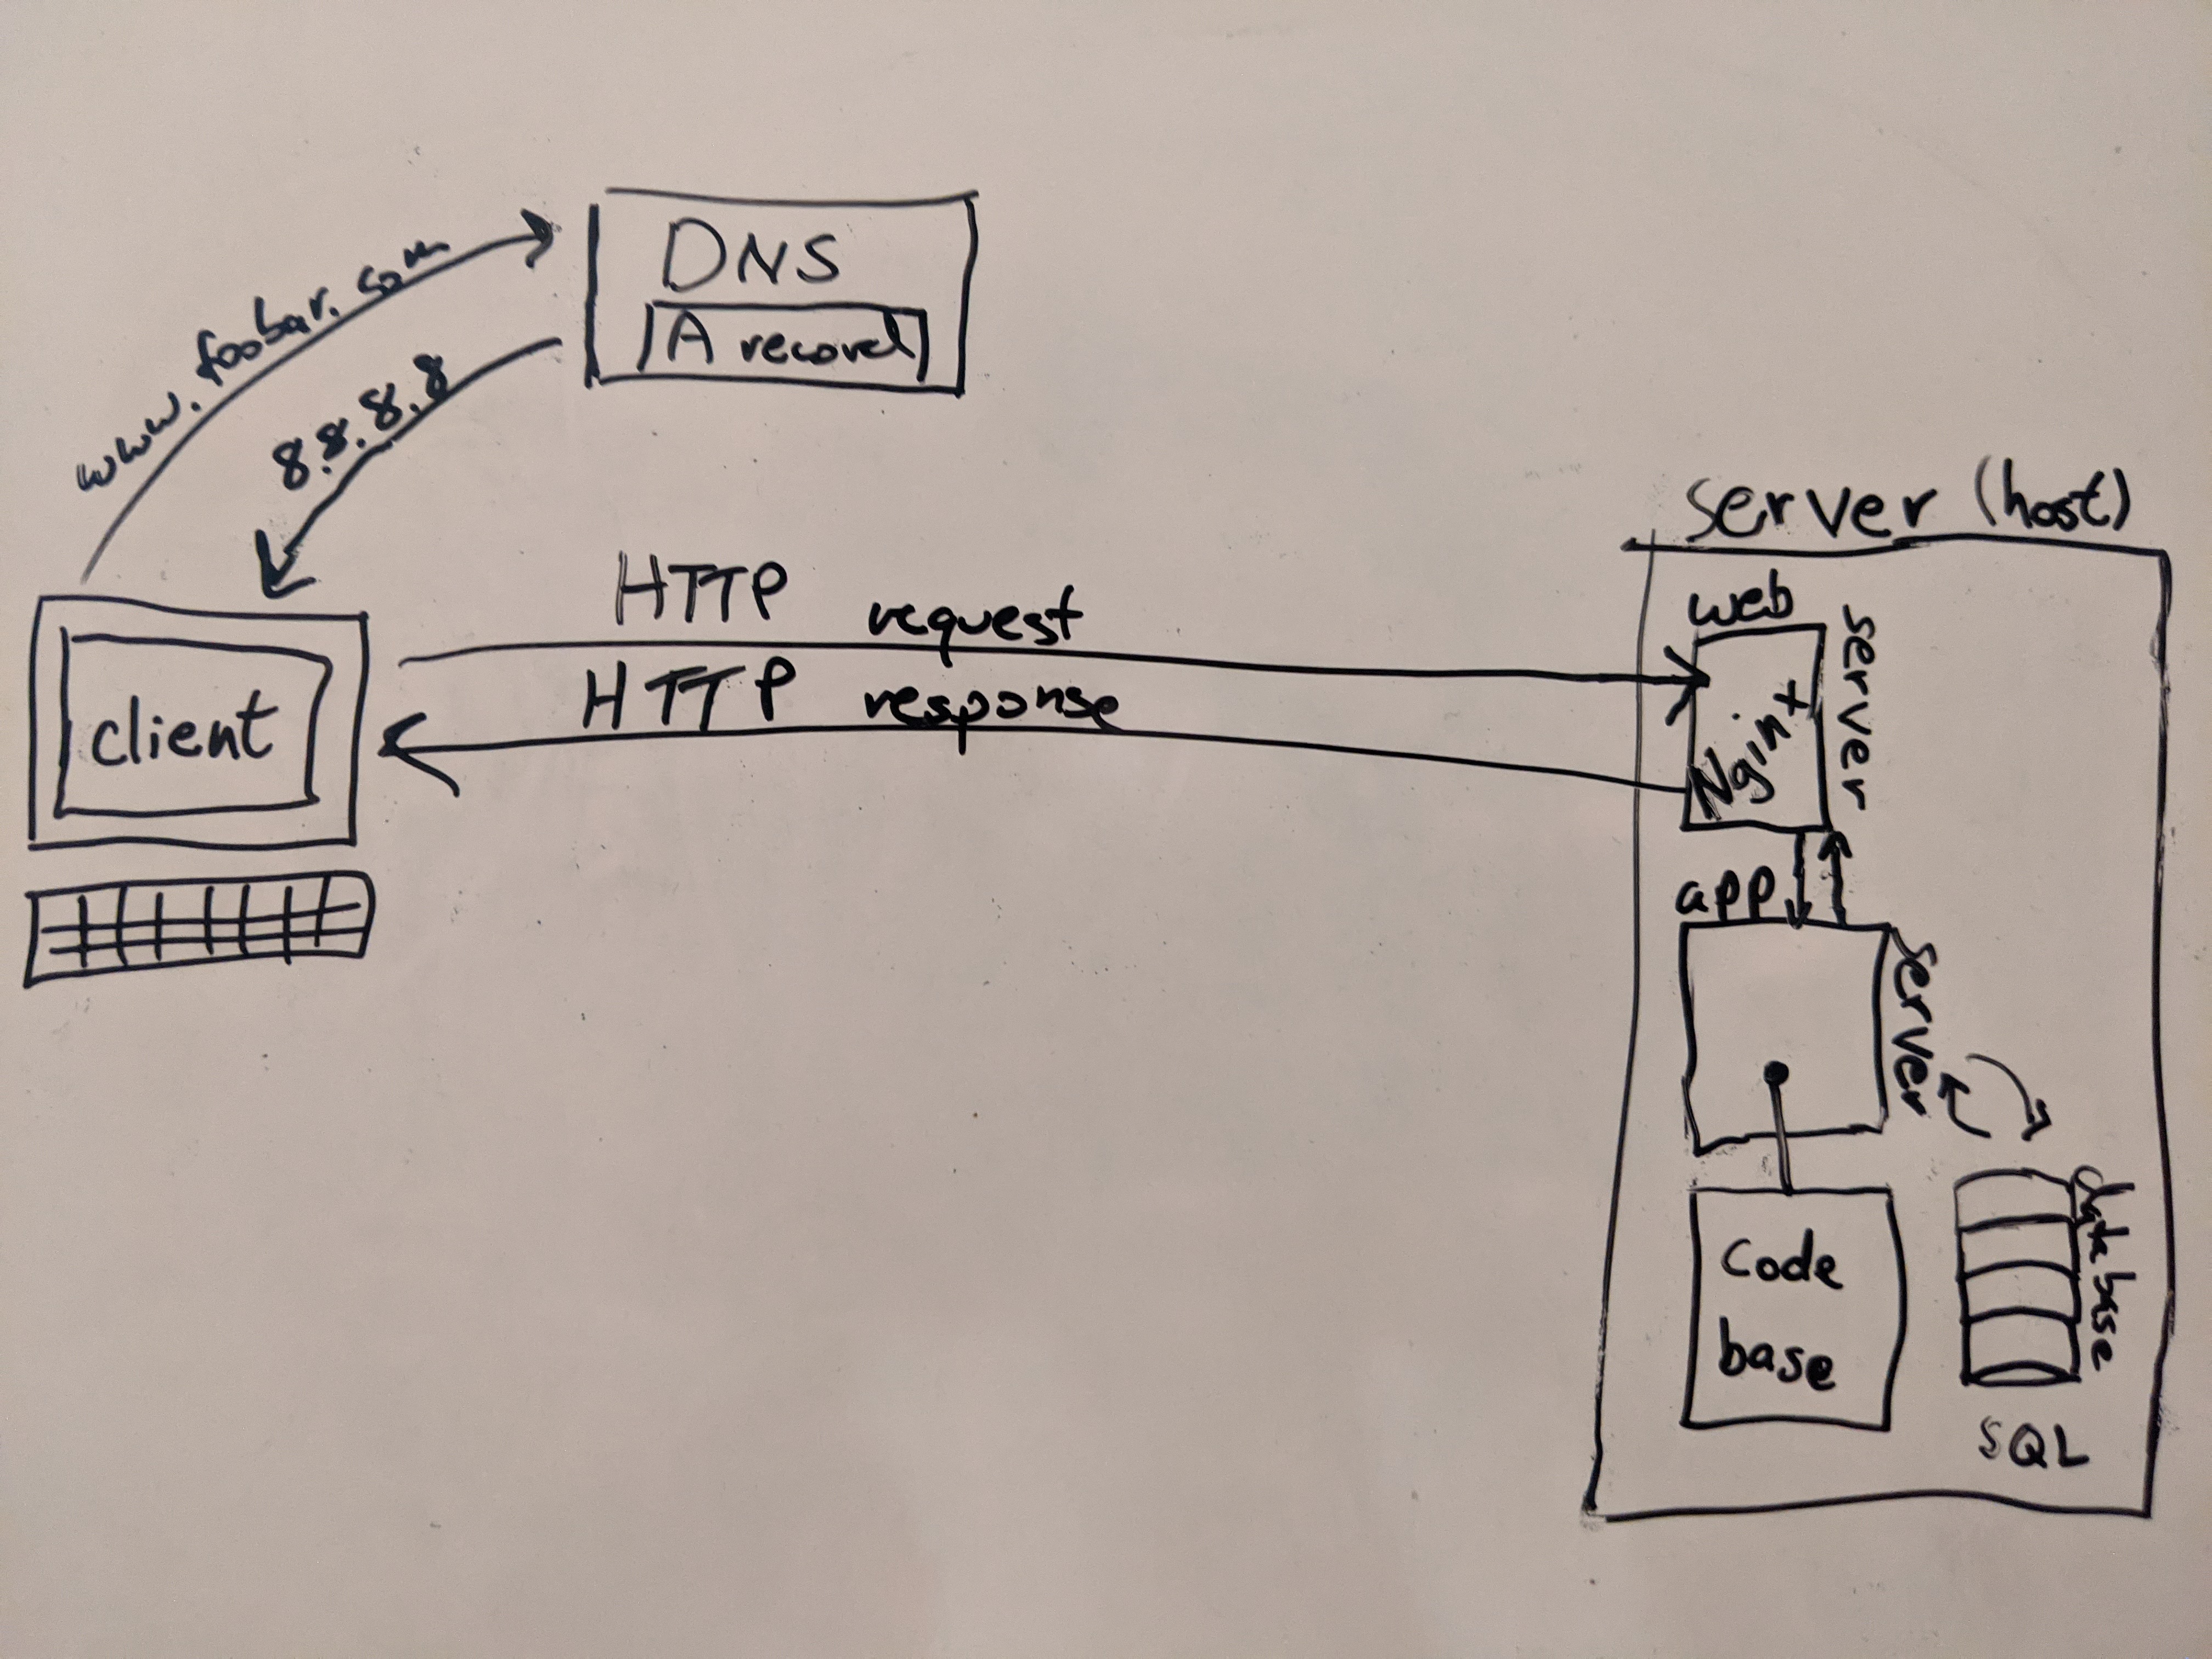 DNS
A record
www.foobar.com
8.8.8.8
client
HTTP request
HTTP response
server (host)
web server
Nginx
app server
Code
base
database
SQL